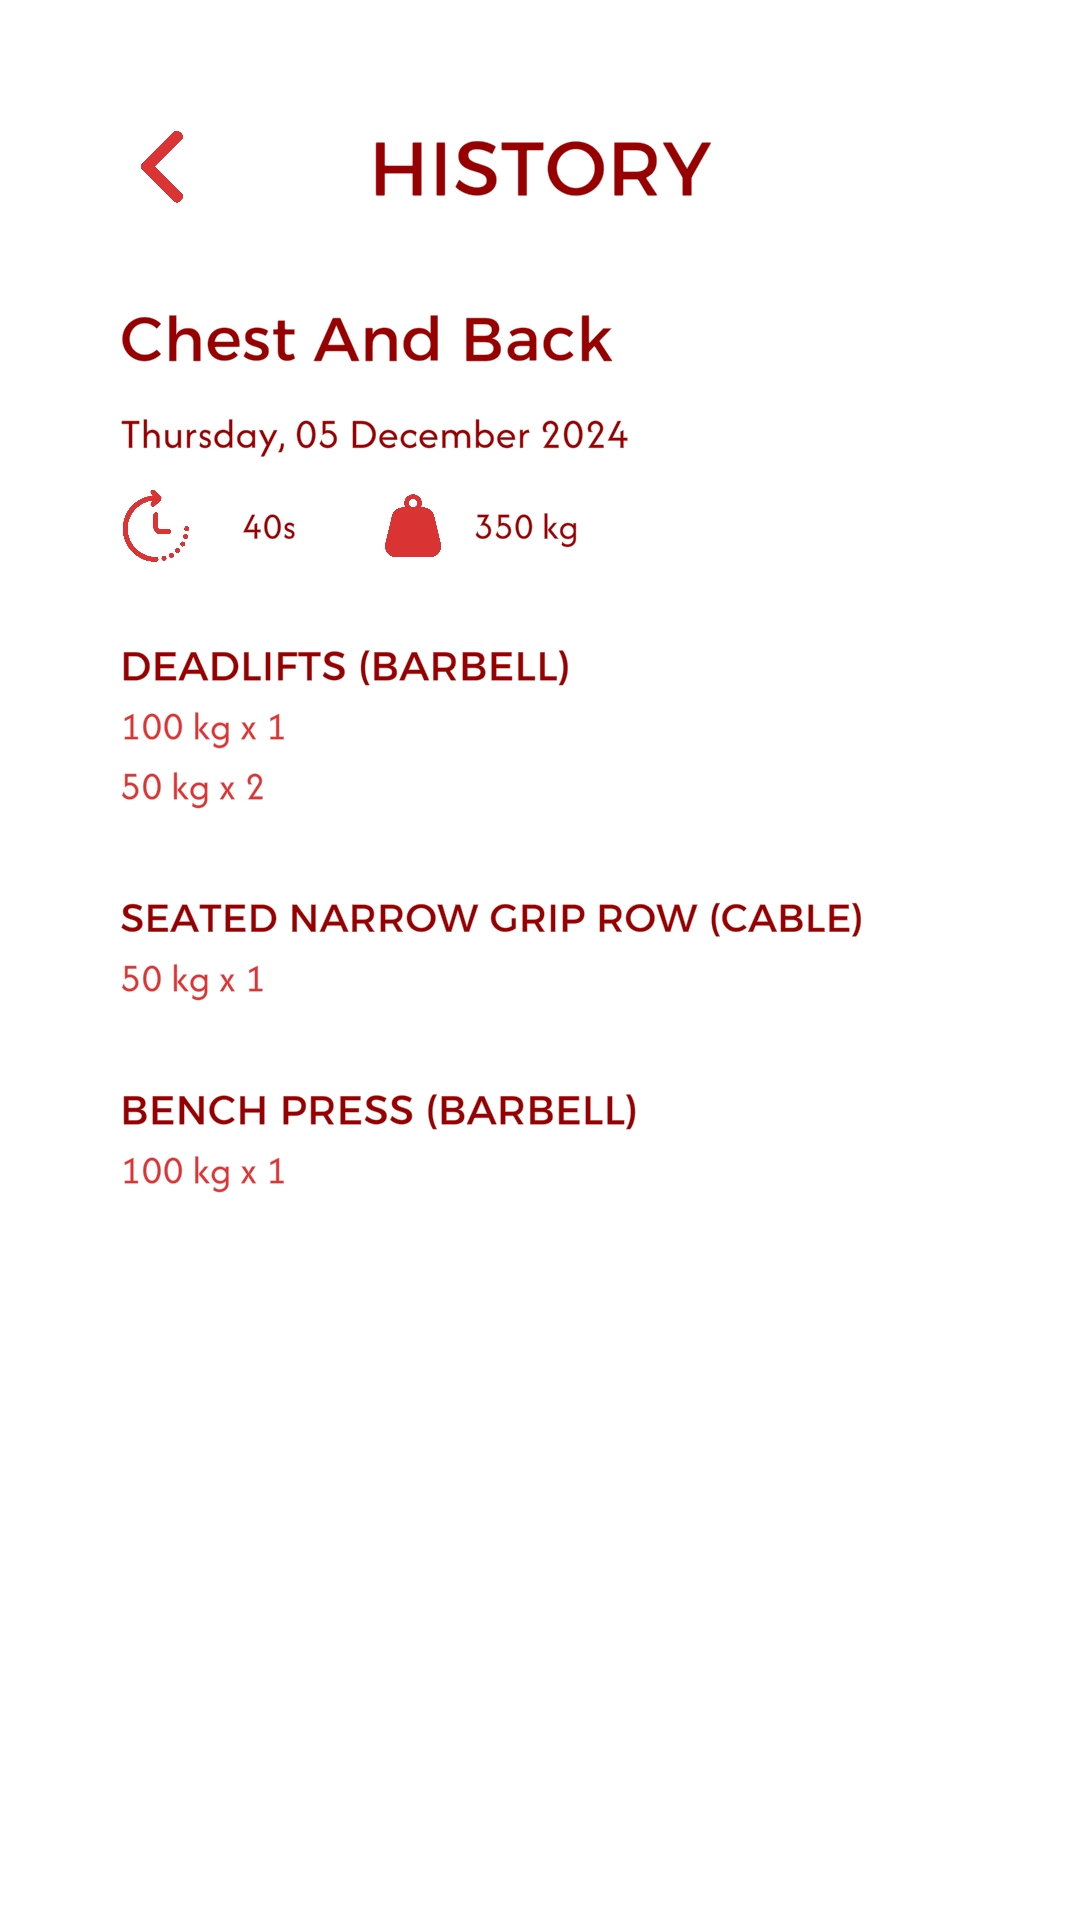 HISTORY
Chest And Back
Thursday, 05 December 2024
40s 350 kg
DEADLIFTS (BARBELL)
100 kg x 1
50 kg x 2
SEATED NARROW GRIP ROW (CABLE)
50 kg x 1
BENCH PRESS (BARBELL)
100 kg x 1